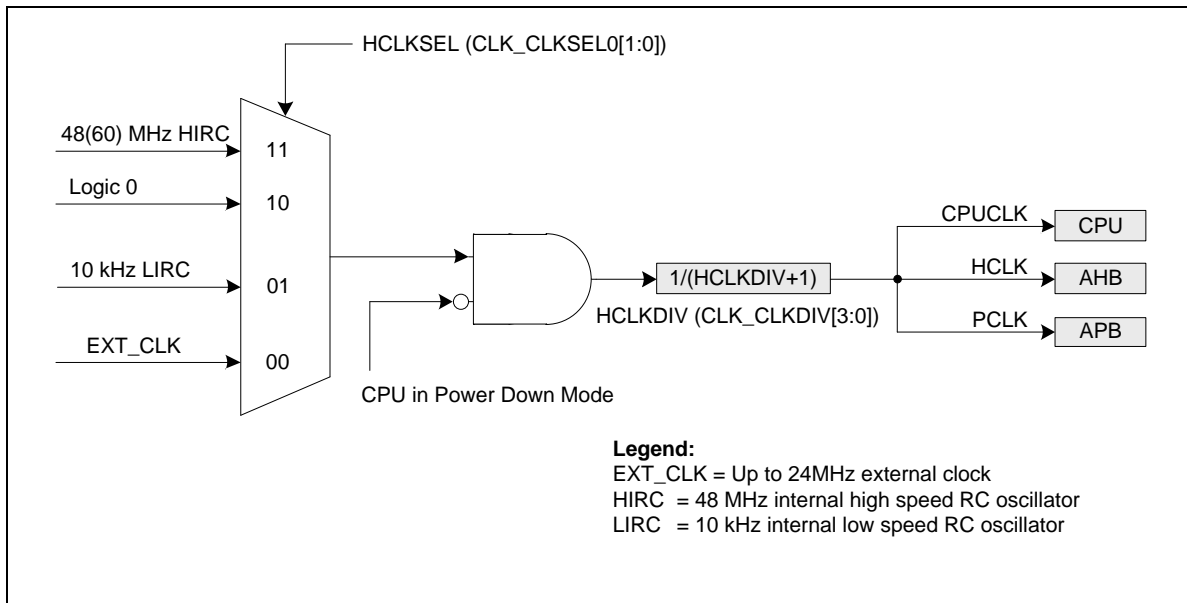 HCLKSEL (CLK_CLKSEL0[1:0])
48(60) MHz HIRC
11
Logic 0
10
10 kHz LIRC
01
EXT_CLK
00
CPU in Power Down Mode
1/(HCLKDIV+1)
HCLKDIV (CLK_CLKDIV[3:0])
CPUCLK
CPU
HCLK
AHB
PCLK
APB
Legend:
EXT_CLK = Up to 24MHz external clock
HIRC = 48 MHz internal high speed RC oscillator
LIRC = 10 kHz internal low speed RC oscillator